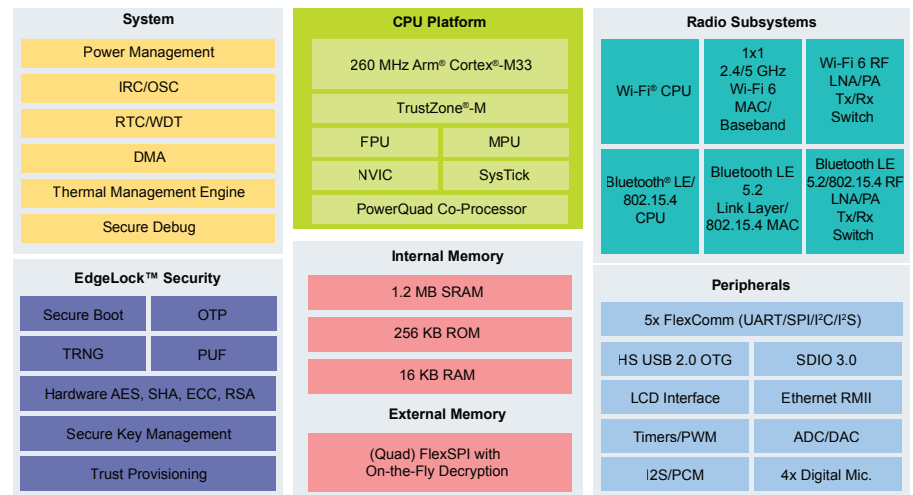 System
Power Management
IRC/OSC
RTC/WDT
DMA
Thermal Management Engine
Secure Debug
CPU Platform
260 MHz Arm® Cortex®-M33
TrustZone®-M
FPU
MPU
NVIC
SysTick
PowerQuad Co-Processor
Radio Subsystems
Wi-Fi® CPU
1x1
2.4/5 GHz
Wi-Fi 6
MAC/
Baseband
Wi-Fi 6 RF
LNA/PA
Tx/Rx
Switch
Bluetooth® LE/
802.15.4
CPU
Bluetooth LE
5.2
Link Layer/
802.15.4 MAC
Bluetooth LE
5.2/802.15.4 RF
LNA/PA
Tx/Rx
Switch
EdgeLock™ Security
Secure Boot
OTP
TRNG
PUF
Hardware AES, SHA, ECC, RSA
Secure Key Management
Trust Provisioning
Internal Memory
1.2 MB SRAM
256 KB ROM
16 KB RAM
External Memory
(Quad) FlexSPI with
On-the-Fly Decryption
Peripherals
5x FlexComm (UART/SPI/I²C/I²S)
HS USB 2.0 OTG
SDIO 3.0
LCD Interface
Ethernet RMII
Timers/PWM
ADC/DAC
I2S/PCM
4x Digital Mic.